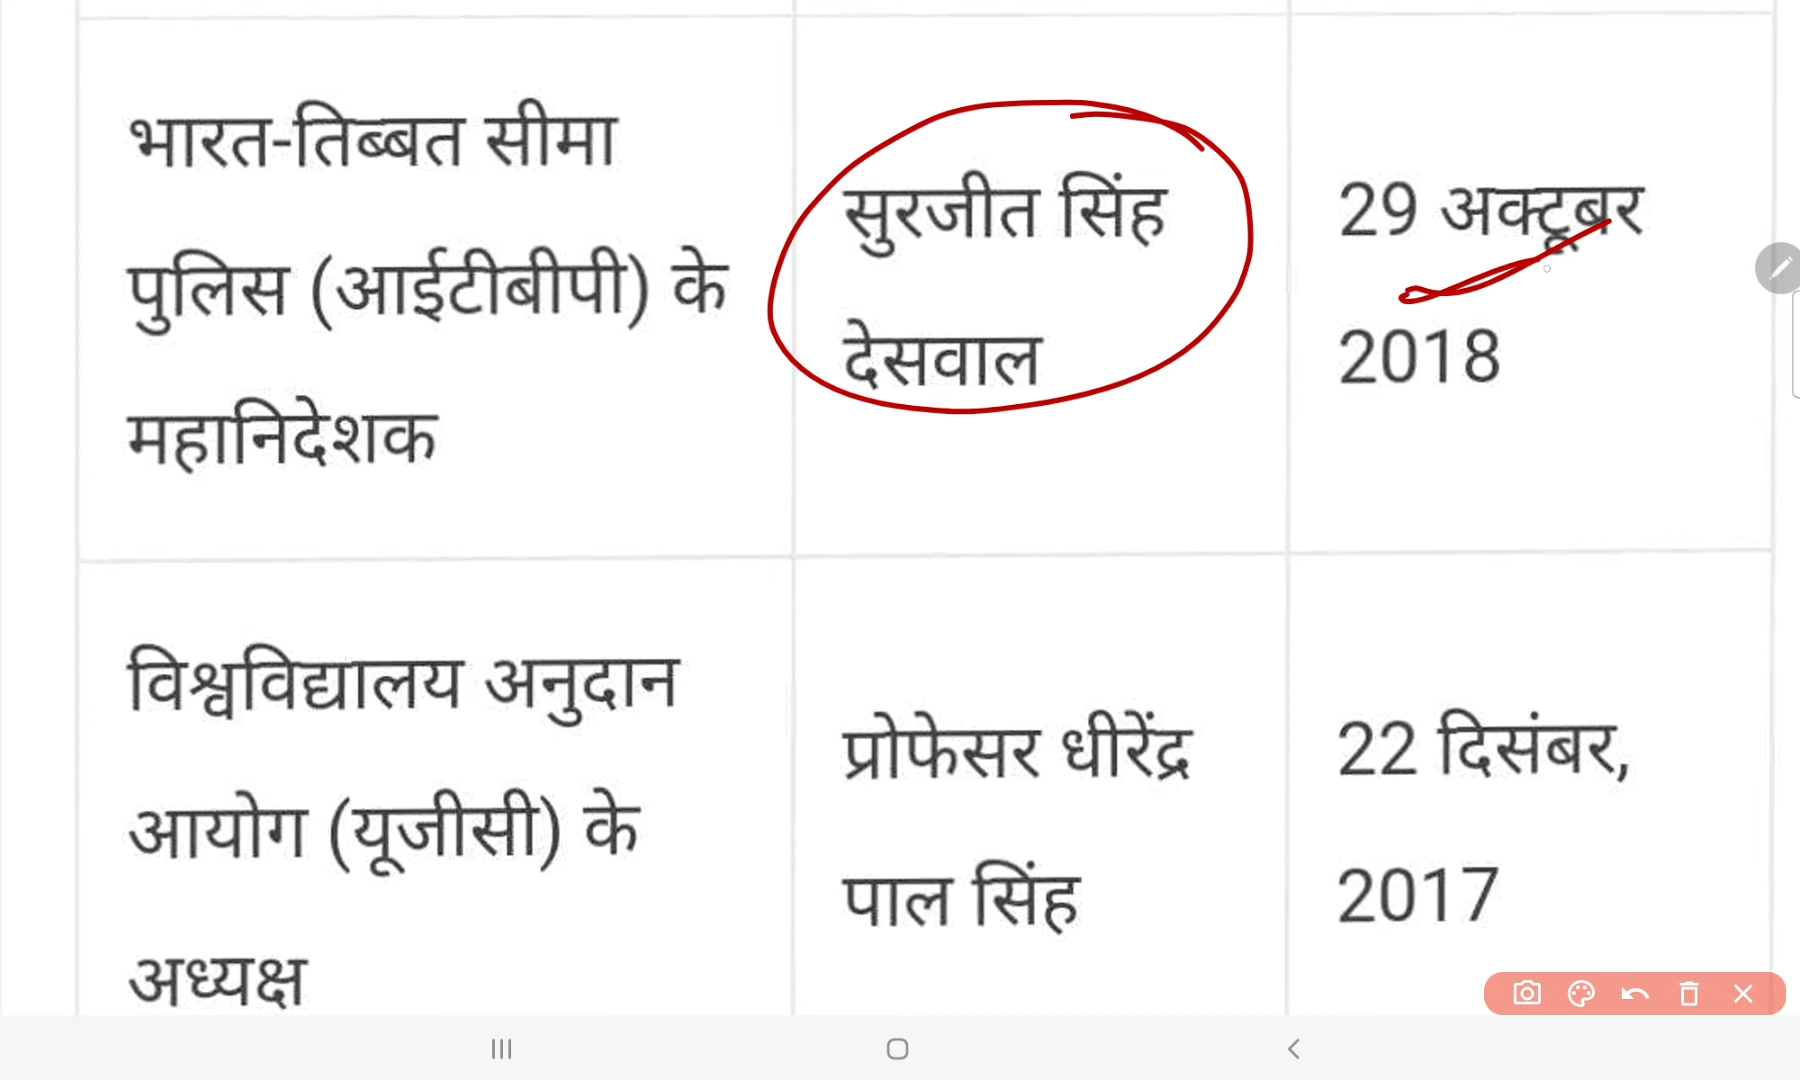 भारत-तिब्बत सीमा
पुलिस (आईटीबीपी) के
महानिदेशक
सुरजीत सिंह
देसवाल
29 अक्टूबर
2018
विश्वविद्यालय अनुदान
आयोग (यूजीसी) के
अध्यक्ष
प्रोफेसर धीरेंद्र
पाल सिंह
22 दिसंबर,
2017